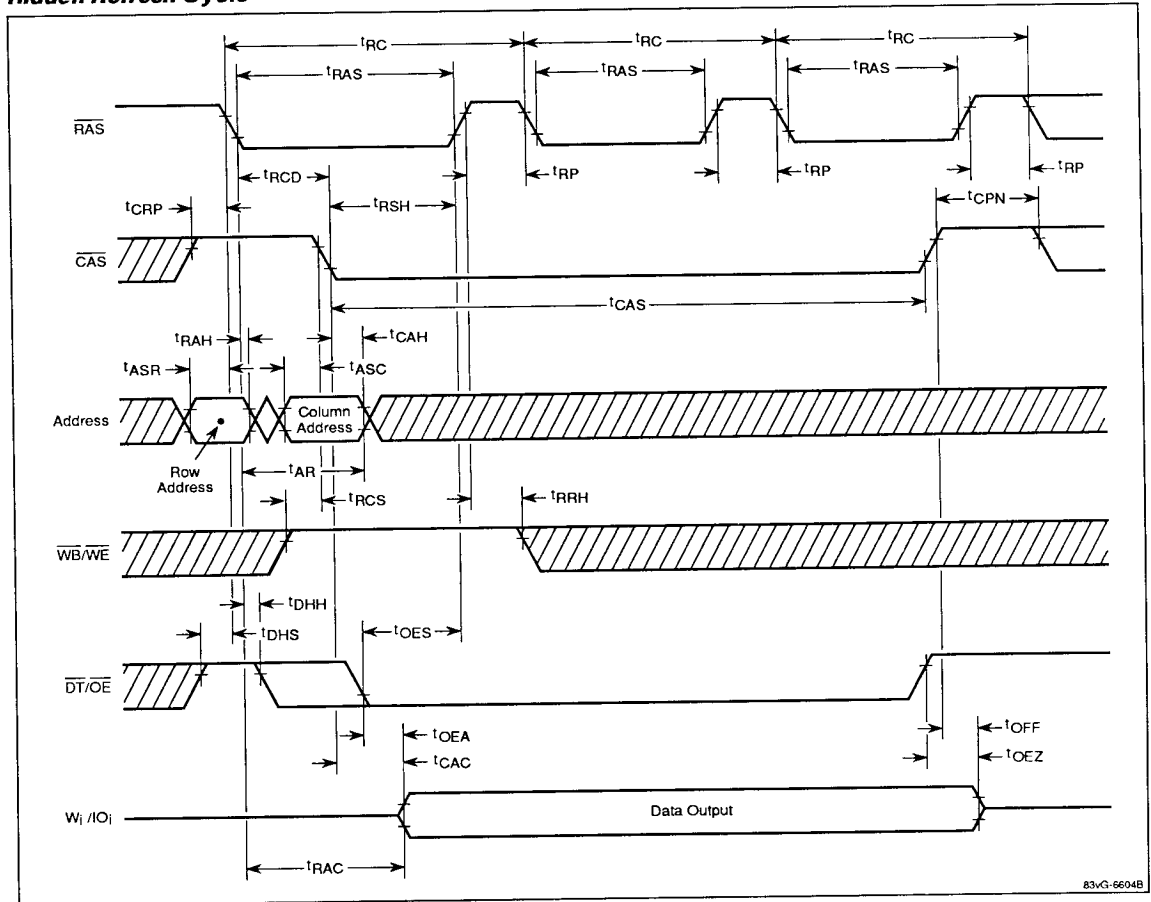 Hidden Refresh Cycle
tRC tRC tRC
tRAS tRAS tRAS
RAS
tRCD tRP tRP tRP
tCRP tRSH tCPN
CAS
tCAS
tRAH tCAH
tASR tASC
Address
Column
Address
Row
Address
tAR
tRCS tRRH
WB/WE
tDHH
tDHS tOES
DT/OE
tOEA tOFF
tCAC tOEZ
Wi /IOi
Data Output
tRAC
83vG-6604B